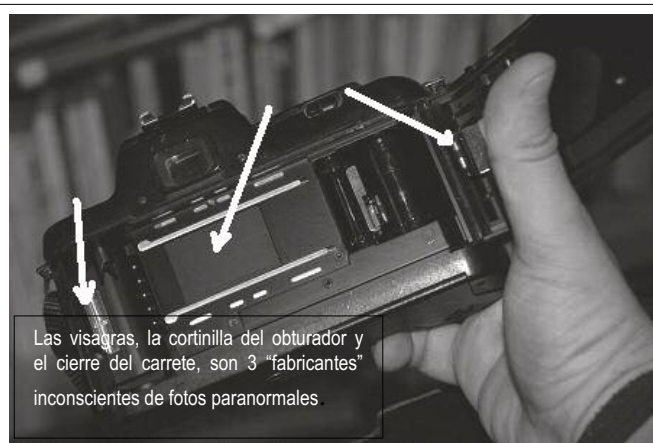 Las visagras, la cortinilla del obturador y
el cierre del carrete, son 3 “fabricantes”
inconscientes de fotos paranormales.